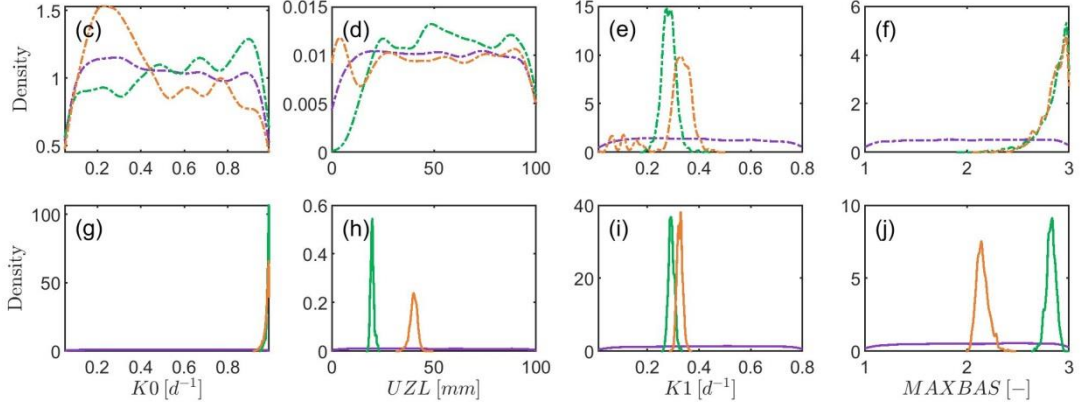 (c) (d) (e) (f)
1.5 0.015 15 6
1 0.01 10 4
0.005 5 2
0.5 0 0 0
Density
0.2 0.4 0.6 0.8 0 50 100 0.2 0.4 0.6 0.8 1 2 3
(g) (h) (i) (j)
100 0.6 40 10
0.4
50 20 5
0.2
0 0.0 0 0
Density
0.2 0.4 0.6 0.8 0 50 100 0.2 0.4 0.6 0.8 1 2 3
K0 [d⁻¹] UZL [mm] K1 [d⁻¹] MAXBAS [−]